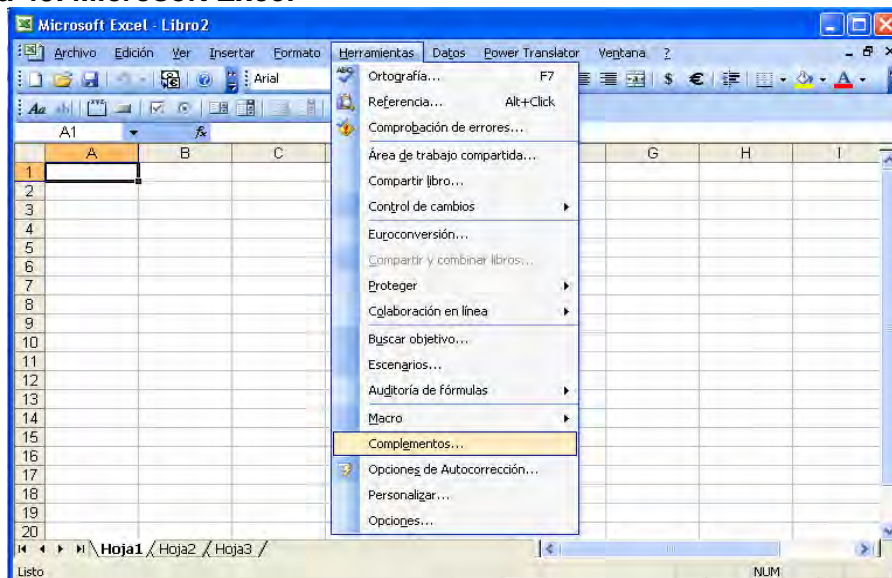 Microsoft Excel - Libro2
Archivo Edición Ver Insertar Formato Herramientas Datos Power Translator Ventana ?
Arial
$ €
A1 fx
A B C G H I
Ortografía... F7
Referencia... Alt+Click
Comprobación de errores...
Área de trabajo compartida...
Compartir libro...
Control de cambios
Euroconversión...
Compartir y combinar libros...
Proteger
Colaboración en línea
Buscar objetivo...
Escenarios...
Auditoría de fórmulas
Macro
Complementos...
Opciones de Autocorrección...
Personalizar...
Opciones...
1
2
3
4
5
6
7
8
9
10
11
12
13
14
15
16
17
18
19
20
Hoja1 / Hoja2 / Hoja3 /
Listo NUM